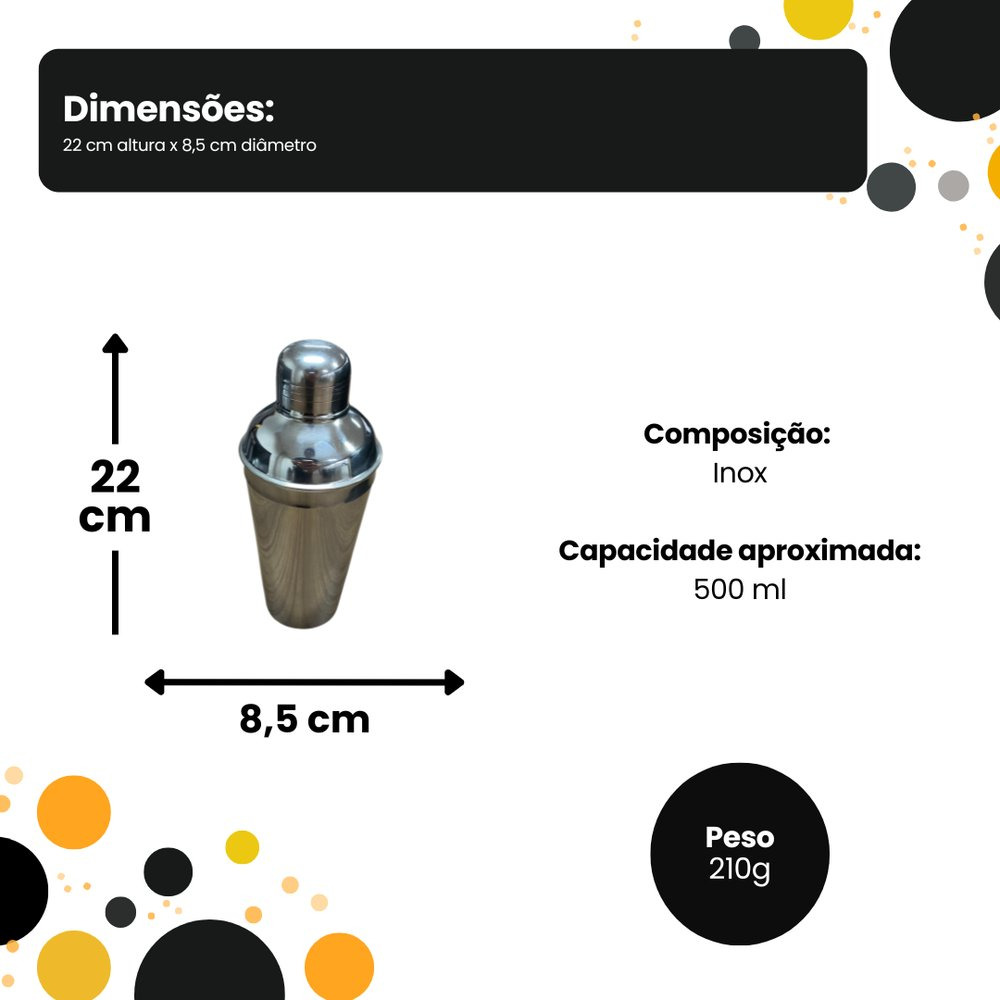 Dimensões:
22 cm altura x 8,5 cm diâmetro
22
cm
8,5 cm
Composição:
Inox
Capacidade aproximada:
500 ml
Peso
210g